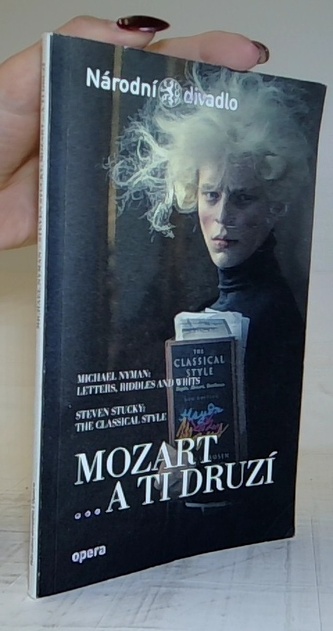 Národní divadlo
MICHAEL NYMAN:
LETTERS, RIDDLES AND WRITS
STEVEN STUCKY:
THE CLASSICAL STYLE
THE
CLASSICAL
STYLE
Haydn
MOZART
...A TI DRUZÍ
opera